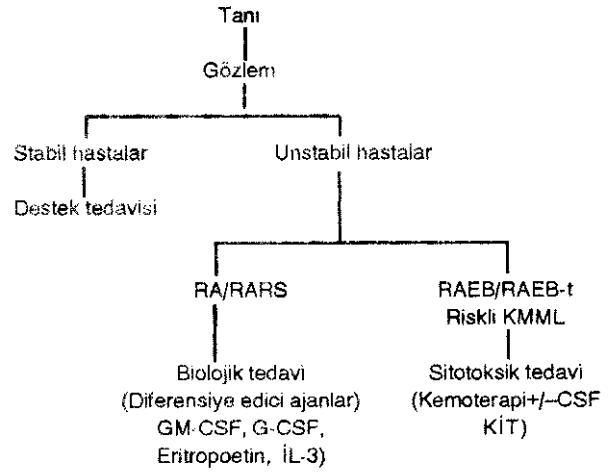 Tanı
Gözlem
Stabil hastalar
Unstabil hastalar
Destek tedavisi
RA/RARS
RAEB/RAEB-t
Riskli KMML
Biolojik tedavi
(Diferensiye edici ajanlar)
GM-CSF, G-CSF,
Eritropoetin, İL-3)
Sitotoksik tedavi
(Kemoterapi+/-CSF
KİT)